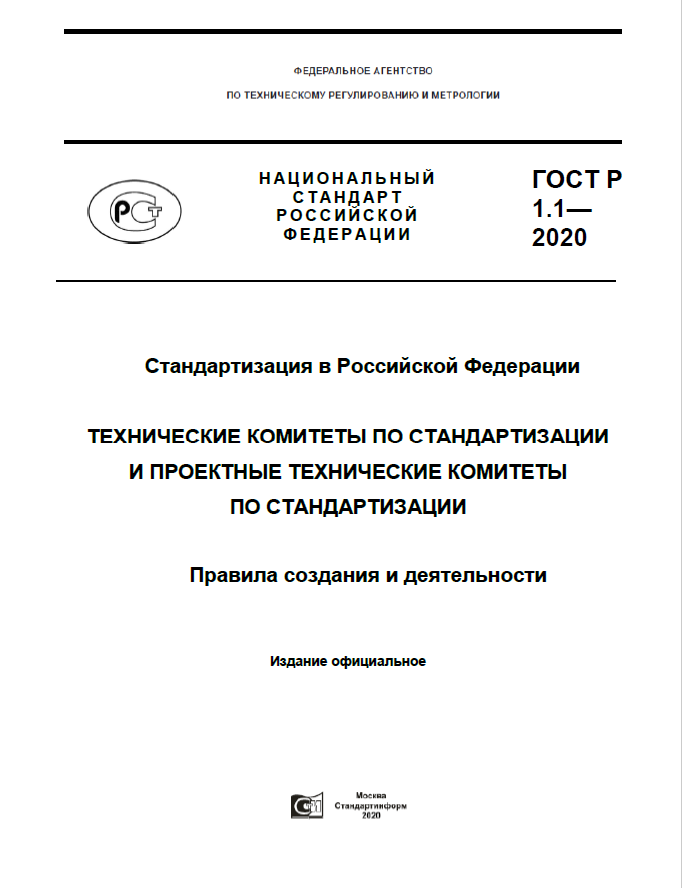 ФЕДЕРАЛЬНОЕ АГЕНТСТВО
ПО ТЕХНИЧЕСКОМУ РЕГУЛИРОВАНИЮ И МЕТРОЛОГИИ
РСТ
НАЦИОНАЛЬНЫЙ
СТАНДАРТ
РОССИЙСКОЙ
ФЕДЕРАЦИИ
ГОСТ Р
1.1—
2020
Стандартизация в Российской Федерации
ТЕХНИЧЕСКИЕ КОМИТЕТЫ ПО СТАНДАРТИЗАЦИИ
И ПРОЕКТНЫЕ ТЕХНИЧЕСКИЕ КОМИТЕТЫ
ПО СТАНДАРТИЗАЦИИ
Правила создания и деятельности
Издание официальное
Москва
Стандартинформ
2020